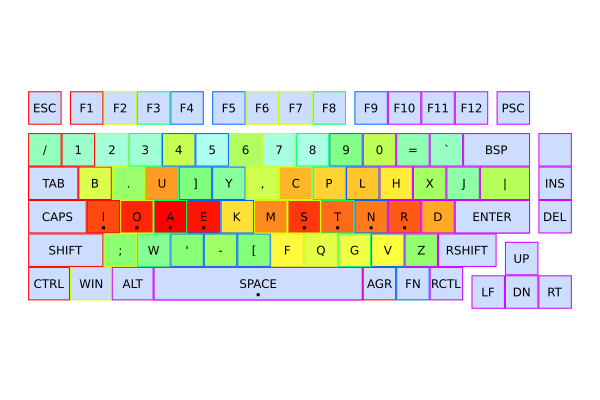 ESC F1 F2 F3 F4 F5 F6 F7 F8 F9 F10 F11 F12 PSC
/ 1 2 3 4 5 6 7 8 9 0 = ` BSP
TAB B . U ] Y , C P L H X J | INS
CAPS I O A E K M S T N R D ENTER DEL
SHIFT ; W ' - [ F Q G V Z RSHIFT UP
CTRL WIN ALT SPACE AGR FN RCTL LF DN RT